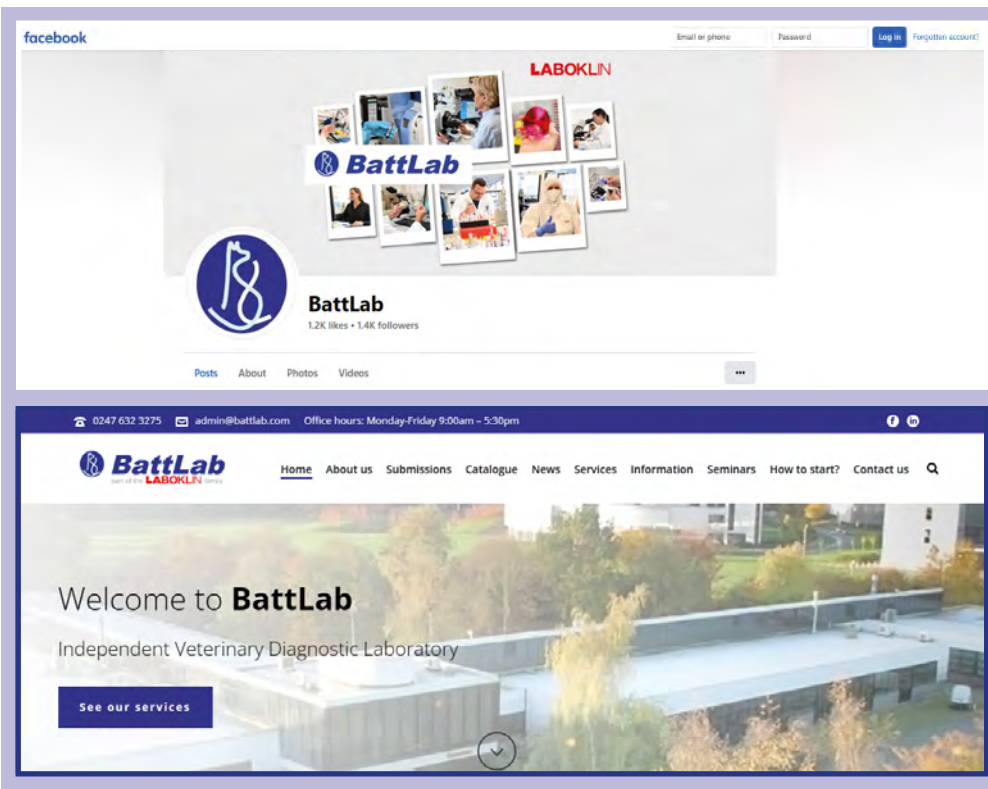 facebook
Email or phone
Password
Log in
Forgotten account?
LABOKLIN
BattLab
BattLab
1.2K likes • 1.4K followers
Posts About Photos Videos
0247 632 3275 admin@battlab.com Office hours: Monday-Friday 9:00am – 5:30pm
BattLab
part of the LABOKLIN family
Home About us Submissions Catalogue News Services Information Seminars How to start? Contact us
Welcome to BattLab
Independent Veterinary Diagnostic Laboratory
See our services